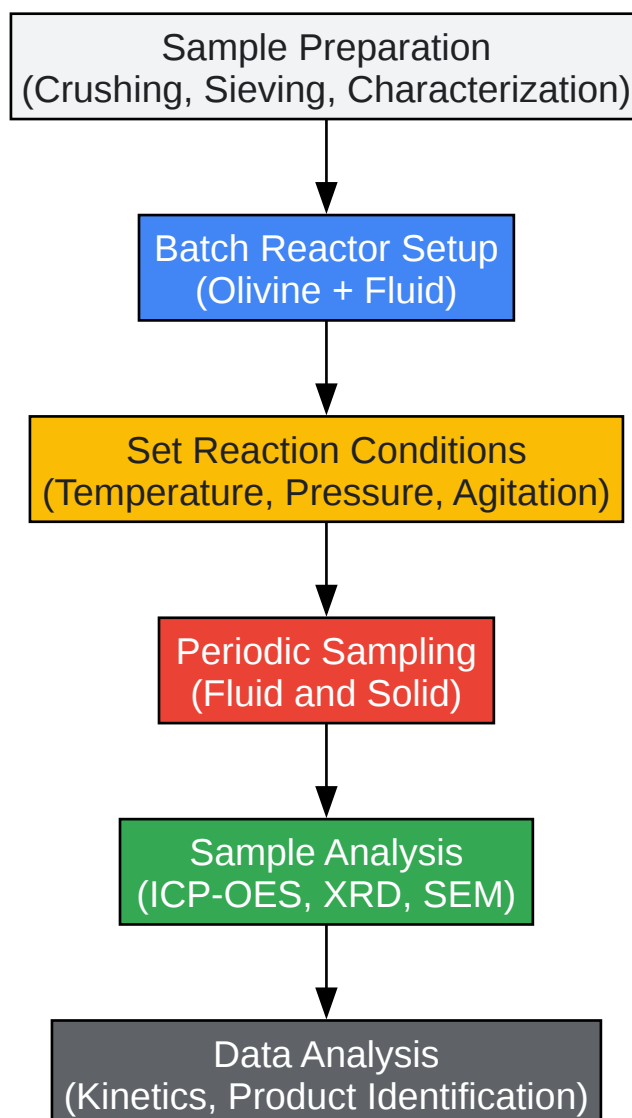 Sample Preparation
(Crushing, Sieving, Characterization)
Batch Reactor Setup
(Olivine + Fluid)
Set Reaction Conditions
(Temperature, Pressure, Agitation)
Periodic Sampling
(Fluid and Solid)
Sample Analysis
(ICP-OES, XRD, SEM)
Data Analysis
(Kinetics, Product Identification)